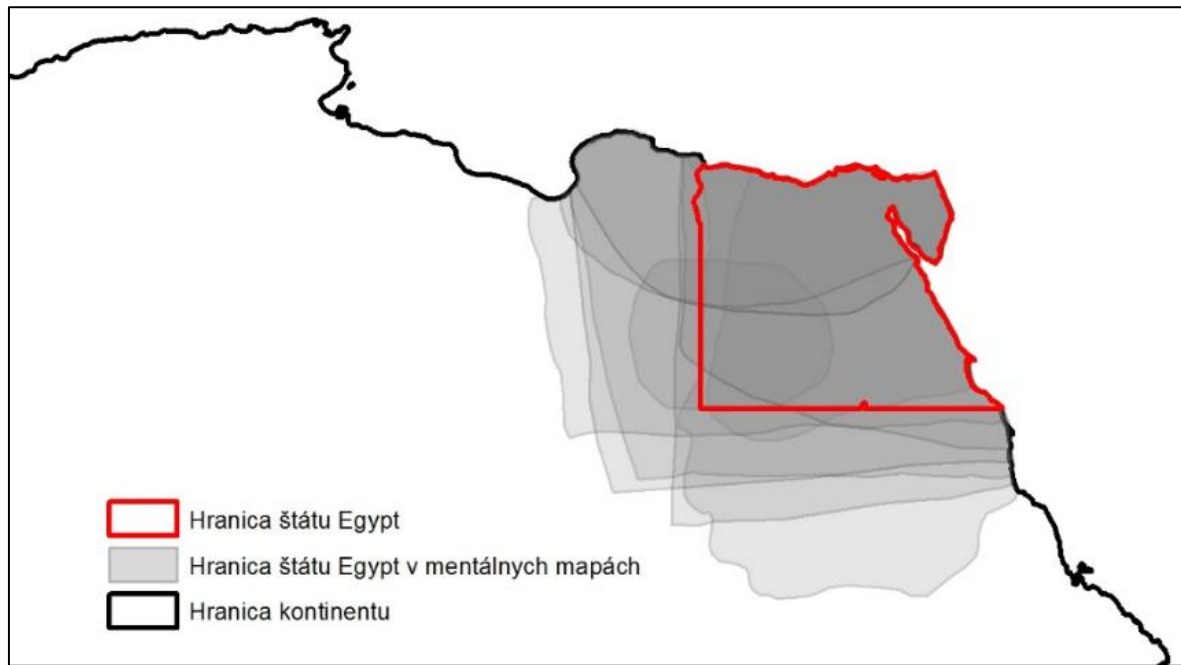 Hranica štátu Egypt
Hranica štátu Egypt v mentálnych mapách
Hranica kontinentu